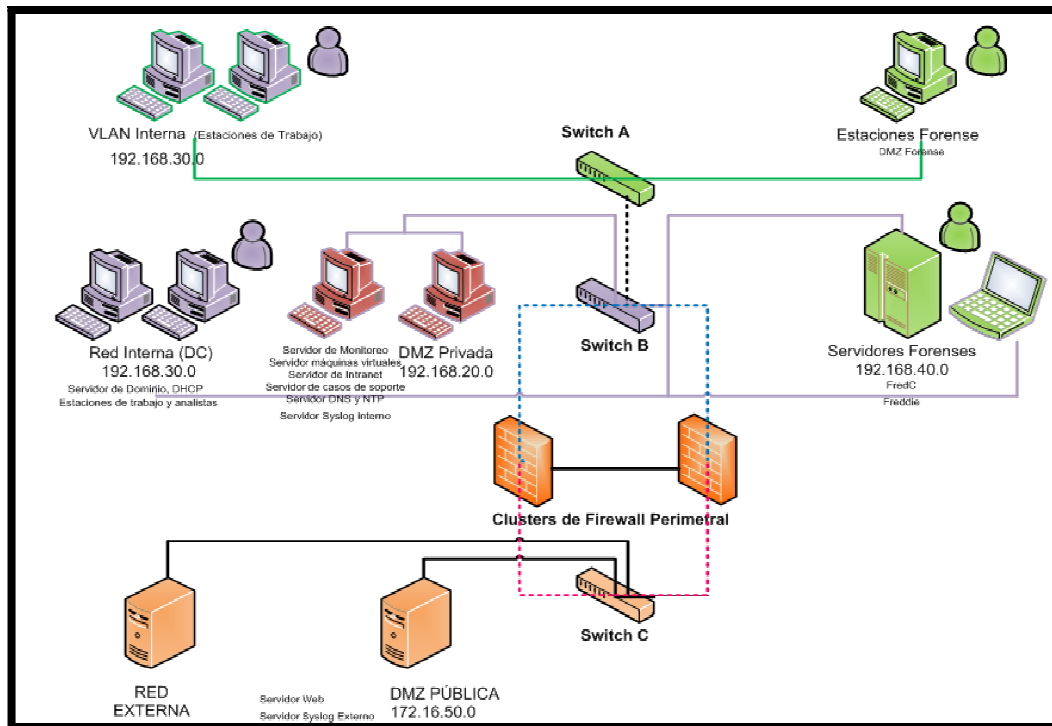 VLAN Interna (Estaciones de Trabajo)
192.168.30.0
Switch A
Estaciones Forense
DMZ Forense
Red Interna (DC)
192.168.30.0
Servidor de Dominio, DHCP
Estaciones de trabajo y analistas
Servidor de Monitoreo
Servidor máquinas virtuales
Servidor de Intranet
Servidor de casos de soporte
Servidor DNS y NTP
Servidor Syslog Interno
DMZ Privada
192.168.20.0
Switch B
Servidores Forenses
192.168.40.0
FredC
Freddie
Clusters de Firewall Perimetral
Switch C
RED
EXTERNA
Servidor Web
Servidor Syslog Externo
DMZ PÚBLICA
172.16.50.0